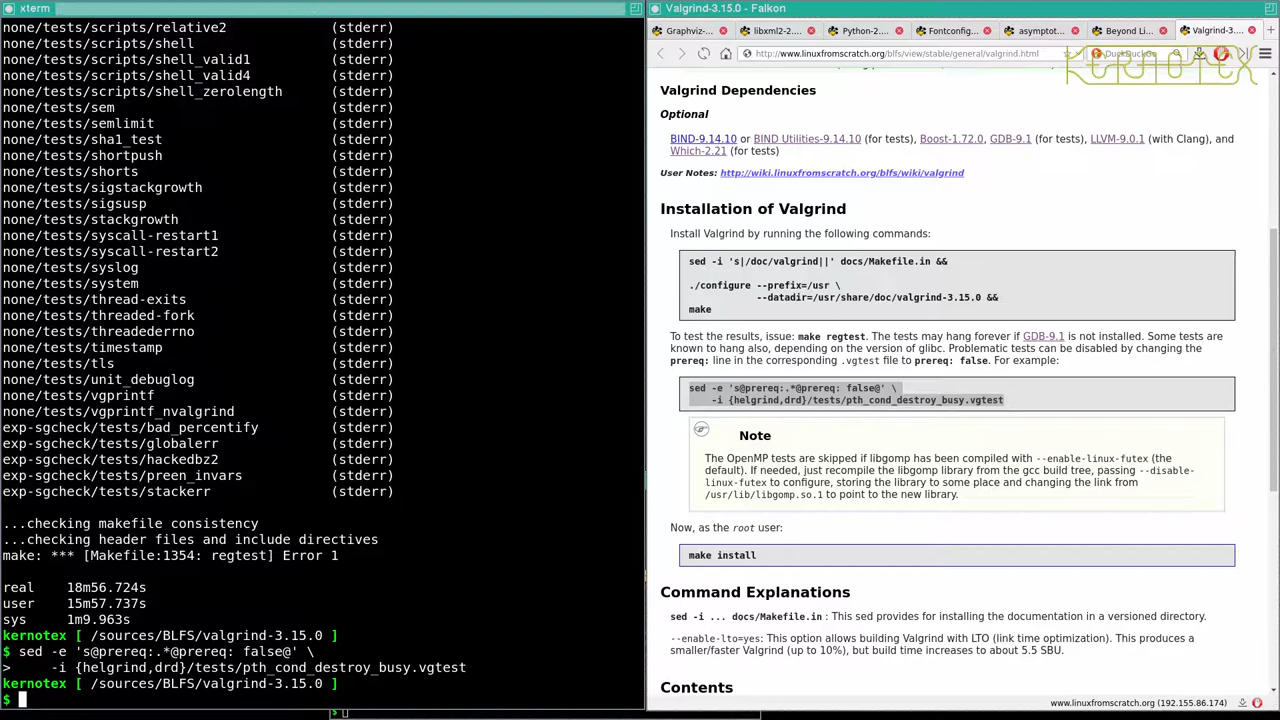 xterm
none/tests/scripts/relative2 (stderr)
none/tests/scripts/shell (stderr)
none/tests/scripts/shell_valid1 (stderr)
none/tests/scripts/shell_valid4 (stderr)
none/tests/scripts/shell_zerolength (stderr)
none/tests/sem (stderr)
none/tests/semlimit (stderr)
none/tests/sha1_test (stderr)
none/tests/shortpush (stderr)
none/tests/shorts (stderr)
none/tests/sigstackgrowth (stderr)
none/tests/sigsusp (stderr)
none/tests/stackgrowth (stderr)
none/tests/syscall-restart1 (stderr)
none/tests/syscall-restart2 (stderr)
none/tests/syslog (stderr)
none/tests/system (stderr)
none/tests/thread-exits (stderr)
none/tests/threaded-fork (stderr)
none/tests/threadederrno (stderr)
none/tests/timestamp (stderr)
none/tests/tls (stderr)
none/tests/unit_debuglog (stderr)
none/tests/vgprintf (stderr)
none/tests/vgprintf_nvalgrind (stderr)
exp-sgcheck/tests/bad_percentify (stderr)
exp-sgcheck/tests/globalerr (stderr)
exp-sgcheck/tests/hackedbz2 (stderr)
exp-sgcheck/tests/preen_invars (stderr)
exp-sgcheck/tests/stackerr (stderr)
...checking makefile consistency
...checking header files and include directives
make: *** [Makefile:1354: regtest] Error 1
real 18m56.724s
user 15m57.737s
sys 1m9.963s
kernotex [ /sources/BLFS/valgrind-3.15.0 ]
$ sed -e 's@prereq:.*@prereq: false@' \
> -i {helgrind,drd}/tests/pth_cond_destroy_busy.vgtest
kernotex [ /sources/BLFS/valgrind-3.15.0 ]
$
$
Valgrind-3.15.0 - Falkon
Graphviz-... libxml2-2.... Python-2.... Fontconfig... asymptot... Beyond Li... Valgrind-3....
http://www.linuxfromscratch.org/blfs/view/stable/general/valgrind.html DuckDuckGo
KERNOTEX
Valgrind Dependencies
Optional
BIND-9.14.10 or BIND Utilities-9.14.10 (for tests), Boost-1.72.0, GDB-9.1 (for tests), LLVM-9.0.1 (with Clang), and
Which-2.21 (for tests)
User Notes: http://wiki.linuxfromscratch.org/blfs/wiki/valgrind
Installation of Valgrind
Install Valgrind by running the following commands:
sed -i 's|/doc/valgrind||' docs/Makefile.in &&
./configure --prefix=/usr \
--datadir=/usr/share/doc/valgrind-3.15.0 &&
make
To test the results, issue: make regtest. The tests may hang forever if GDB-9.1 is not installed. Some tests are
known to hang also, depending on the version of glibc. Problematic tests can be disabled by changing the
prereq: line in the corresponding .vgtest file to prereq: false. For example:
sed -e 's@prereq:.*@prereq: false@' \
-i {helgrind,drd}/tests/pth_cond_destroy_busy.vgtest
Note
The OpenMP tests are skipped if libgomp has been compiled with --enable-linux-futex (the
default). If needed, just recompile the libgomp library from the gcc build tree, passing --disable-
linux-futex to configure, storing the library to some place and changing the link from
/usr/lib/libgomp.so.1 to point to the new library.
Now, as the root user:
make install
Command Explanations
sed -i ... docs/Makefile.in : This sed provides for installing the documentation in a versioned directory.
--enable-lto=yes: This option allows building Valgrind with LTO (link time optimization). This produces a
smaller/faster Valgrind (up to 10%), but build time increases to about 5.5 SBU.
Contents
www.linuxfromscratch.org (192.155.86.174)